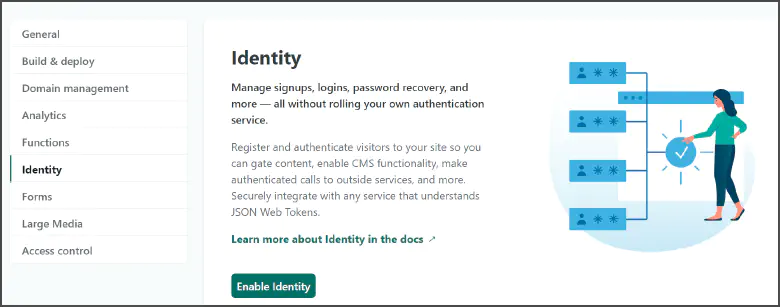 General
Build & deploy
Domain management
Analytics
Functions
Identity
Forms
Large Media
Access control
Identity
Manage signups, logins, password recovery, and
more — all without rolling your own authentication
service.
Register and authenticate visitors to your site so you
can gate content, enable CMS functionality, make
authenticated calls to outside services, and more.
Securely integrate with any service that understands
JSON Web Tokens.
Learn more about Identity in the docs ↗
Enable Identity